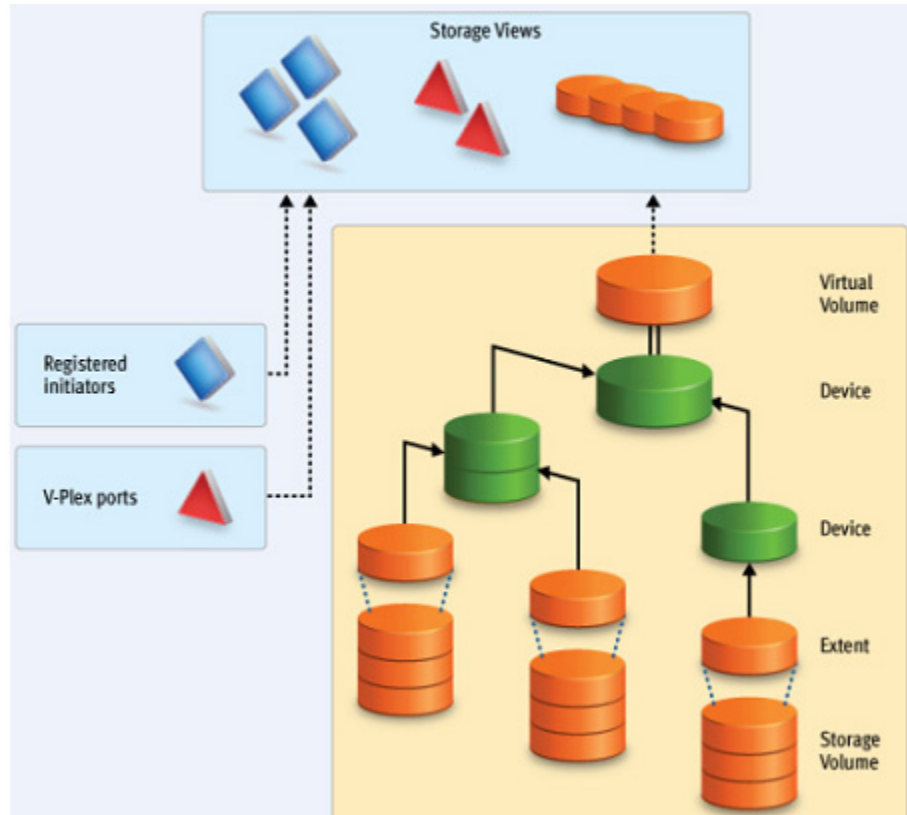 Storage Views
Virtual
Volume
Registered
initiators
Device
V-Plex ports
Device
Extent
Storage
Volume